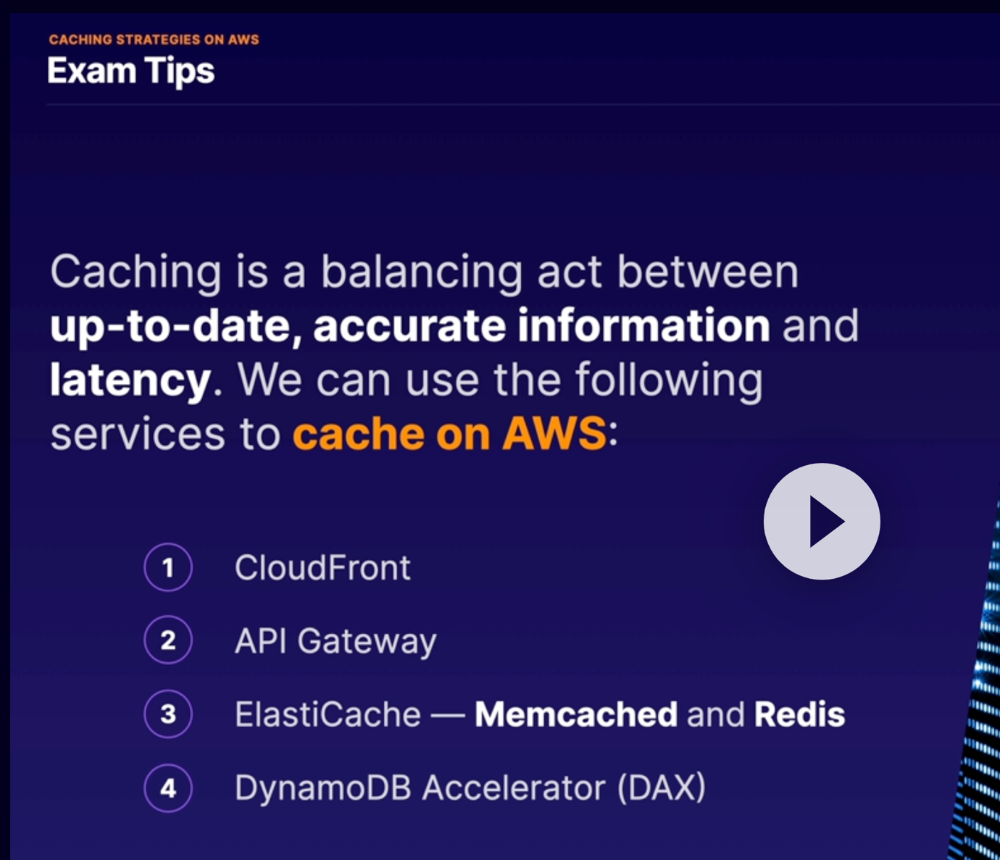 CACHING STRATEGIES ON AWS
Exam Tips
Caching is a balancing act between
up-to-date, accurate information and
latency. We can use the following
services to cache on AWS:
1 CloudFront
2 API Gateway
3 ElastiCache — Memcached and Redis
4 DynamoDB Accelerator (DAX)